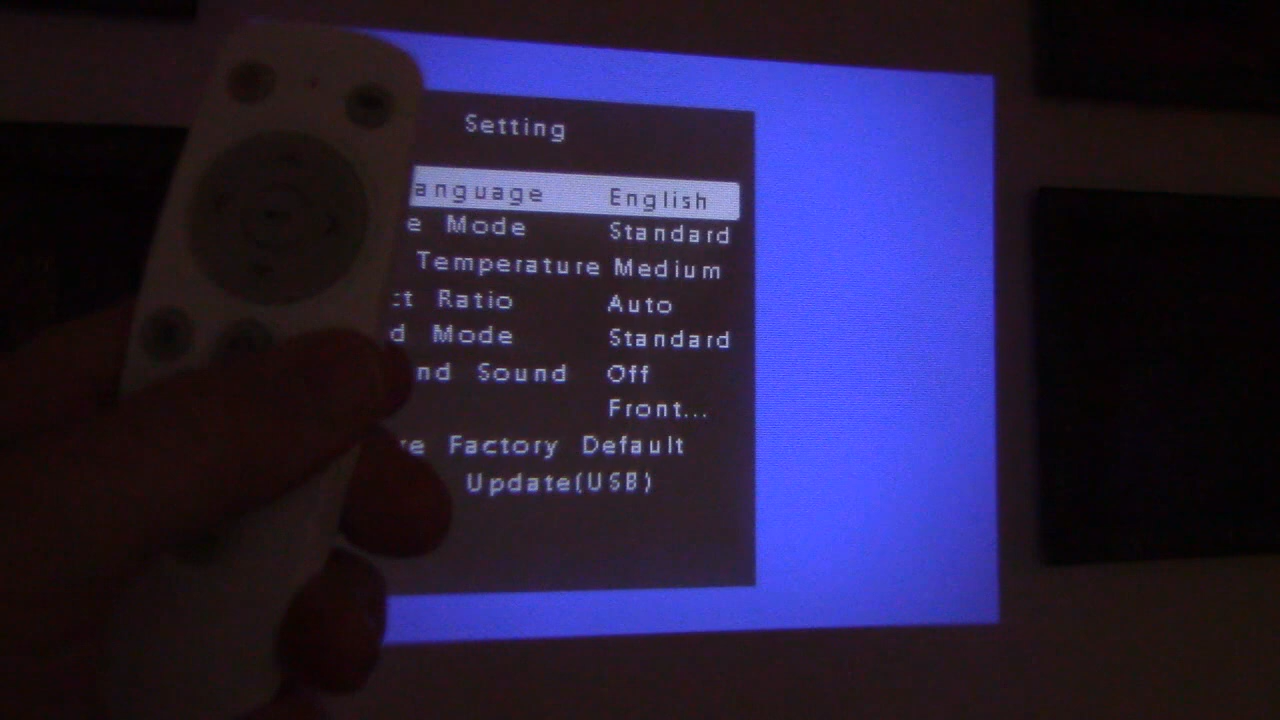 Setting
anguage English
e Mode Standard
Temperature Medium
ct Ratio Auto
d Mode Standard
nd Sound Off
Front...
re Factory Default
Update(USB)